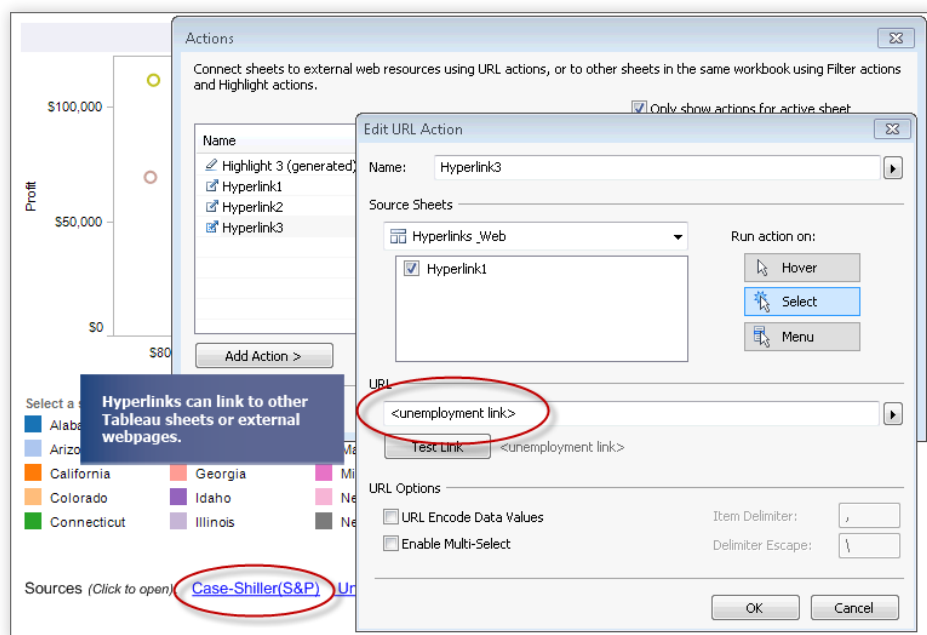 Actions
Connect sheets to external web resources using URL actions, or to other sheets in the same workbook using Filter actions
and Highlight actions.
Only show actions for active sheet
Name
Highlight 3 (generated)
Hyperlink1
Hyperlink2
Hyperlink3
Add Action >
Edit URL Action
Name: Hyperlink3
Source Sheets
Hyperlinks _Web
Run action on:
Hyperlink1
Hover
Select
Menu
URL
<unemployment link>
Test Link <unemployment link>
URL Options
URL Encode Data Values Item Delimiter: ,
Enable Multi-Select Delimiter Escape: \
OK Cancel
Profit
$100,000
$50,000
$0
$80
Hyperlinks can link to other
Tableau sheets or external
webpages.
Select a
California Georgia
Colorado Idaho
Connecticut Illinois
Sources (Click to open) Case-Shiller(S&P)